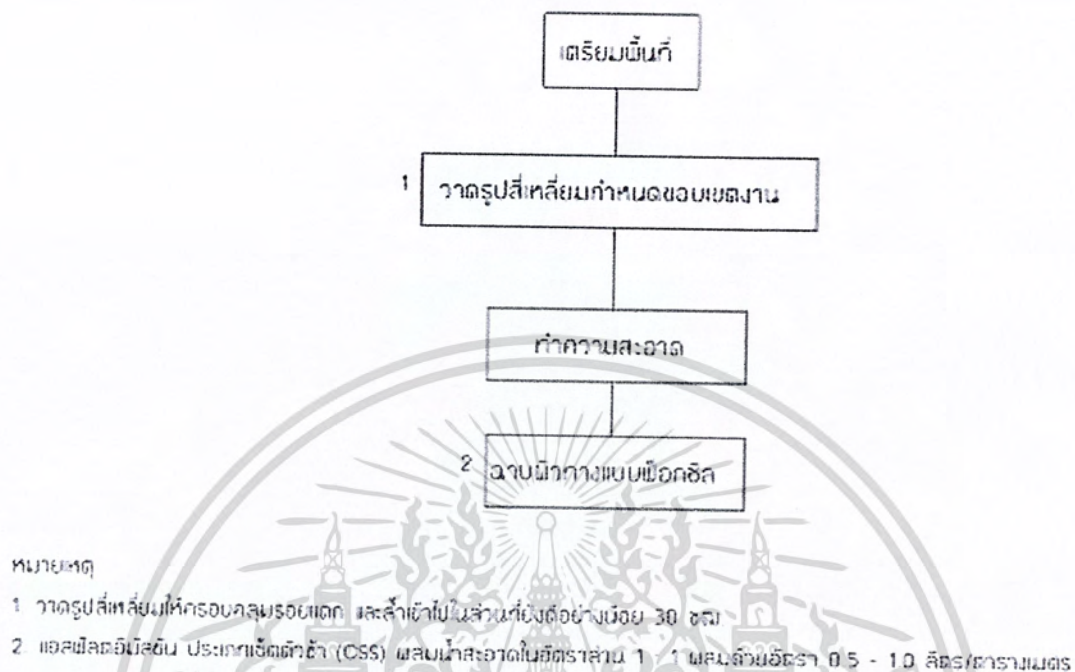 เตรียมพื้นที่
1 วาดรูปสี่เหลี่ยมกำหนดขอบเขตงาน
ทำความสะอาด
2 ฉาบผิวทางแบบฟ็อกซีล
หมายเหตุ
1 วาดรูปสี่เหลี่ยมให้ครอบคลุมรอยแตก และล้ำเข้าไปในส่วนที่ยังดีอย่างน้อย 30 ซม
2 แอสฟัลตอิมัลชัน ประเภทเซ็ตตัวช้า (CSS) ผสมน้ำสะอาดในอัตราส่วน 1 - 1 ผสมด้วยอัตรา 0.5 - 1.0 ลิตร/ตารางเมตร